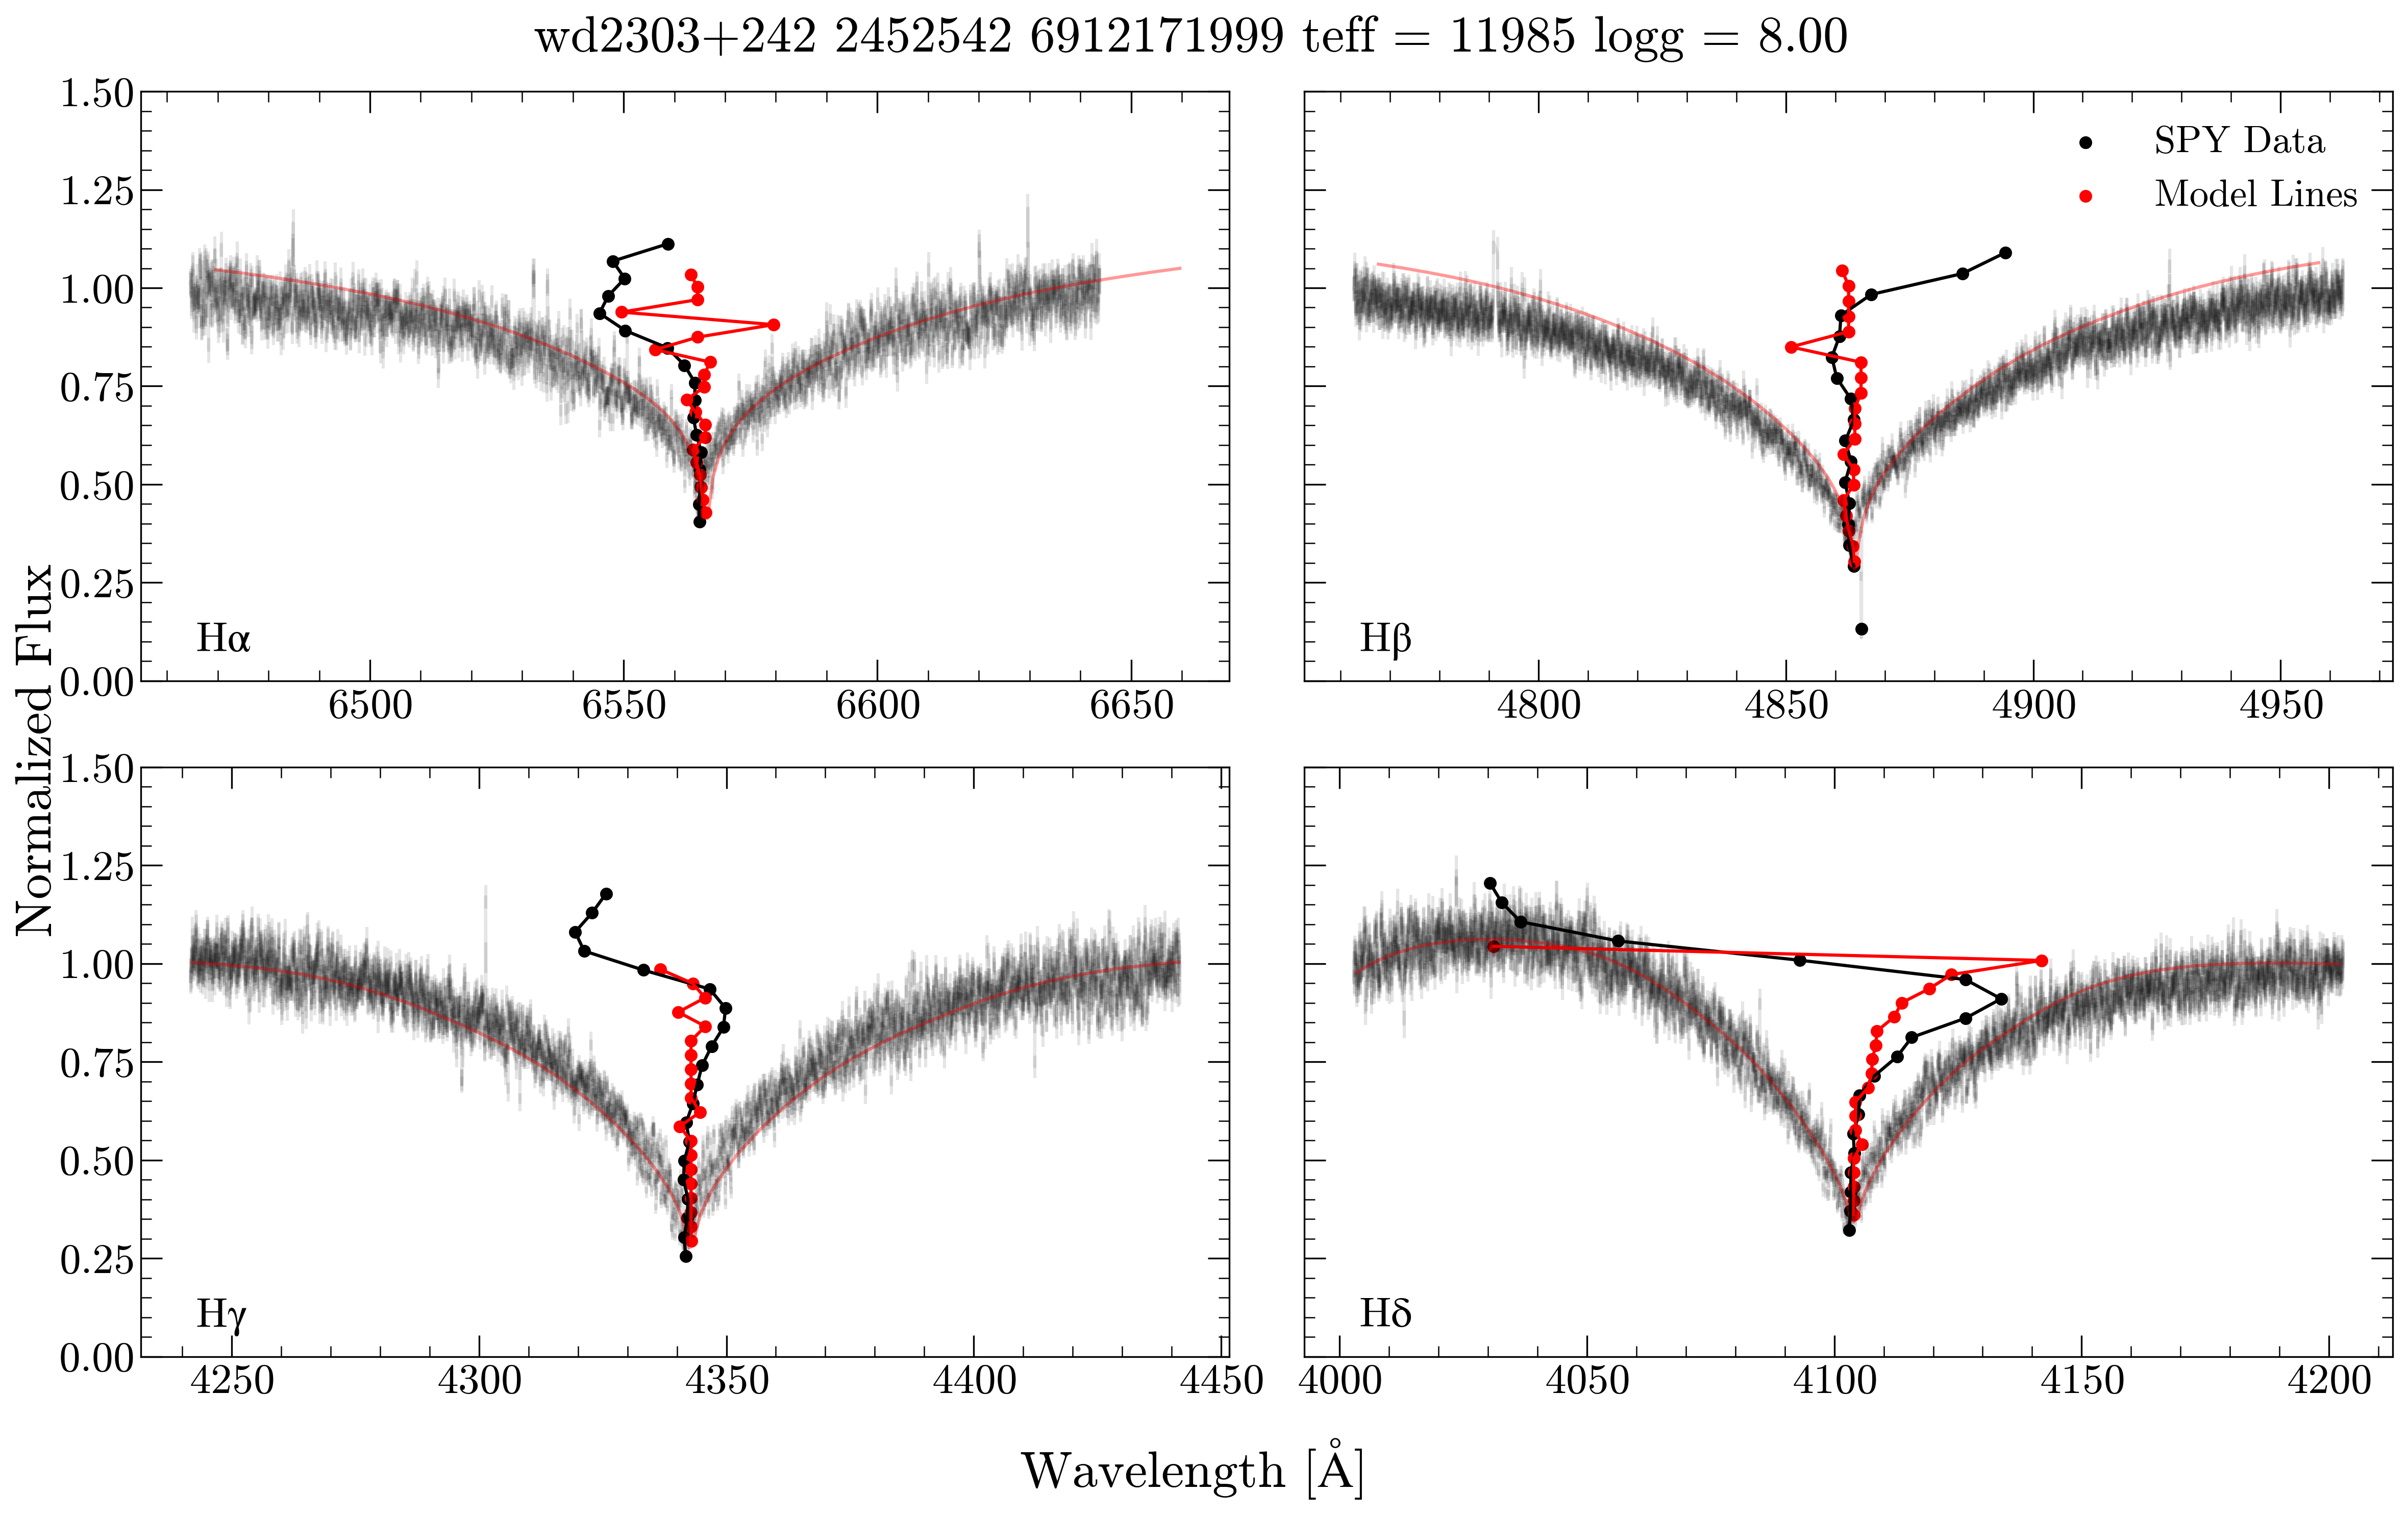 wd2303+242 2452542 6912171999 teff = 11985 logg = 8.00
Normalized Flux
1.50
1.25
1.00
0.75
0.50
0.25
0.00
Hα
6500 6550 6600 6650
SPY Data
Model Lines
Hβ
4800 4850 4900 4950
1.50
1.25
1.00
0.75
0.50
0.25
0.00
Hγ
4250 4300 4350 4400 4450
Hδ
4000 4050 4100 4150 4200
Wavelength [Å]